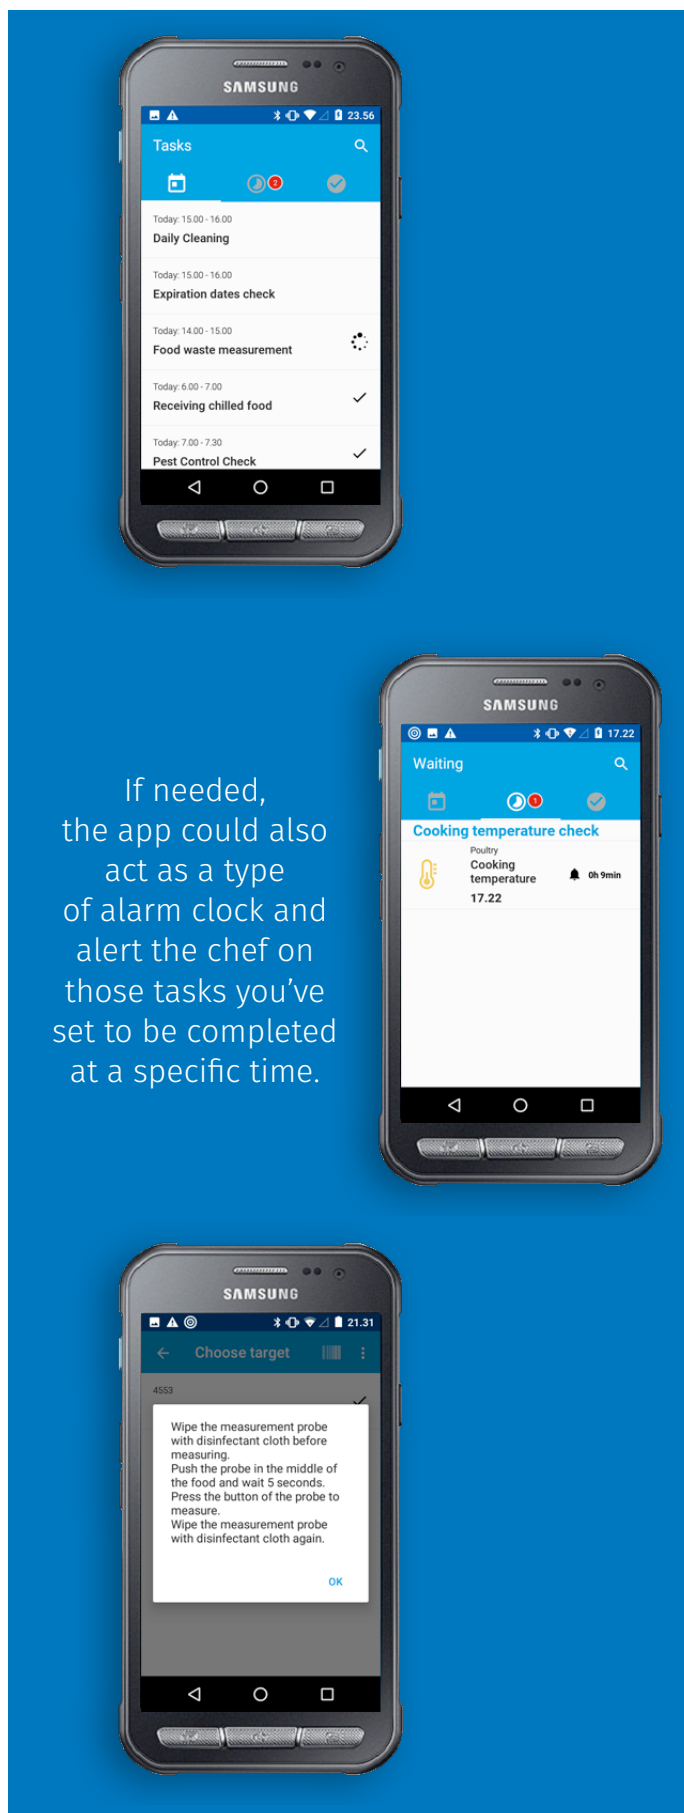 SAMSUNG
23.56
Tasks
2
Today: 15.00 - 16.00
Daily Cleaning
Today: 15.00 - 16.00
Expiration dates check
Today: 14.00 - 15.00
Food waste measurement
Today: 6.00 - 7.00
Receiving chilled food
Today: 7.00 - 7.30
Pest Control Check
If needed,
the app could also
act as a type
of alarm clock and
alert the chef on
those tasks you’ve
set to be completed
at a specific time.
SAMSUNG
17.22
Waiting
1
Cooking temperature check
Poultry
Cooking
temperature
0h 9min
17.22
SAMSUNG
21.31
Choose target
4553
Wipe the measurement probe
with disinfectant cloth before
measuring.
Push the probe in the middle of
the food and wait 5 seconds.
Press the button of the probe to
measure.
Wipe the measurement probe
with disinfectant cloth again.
OK